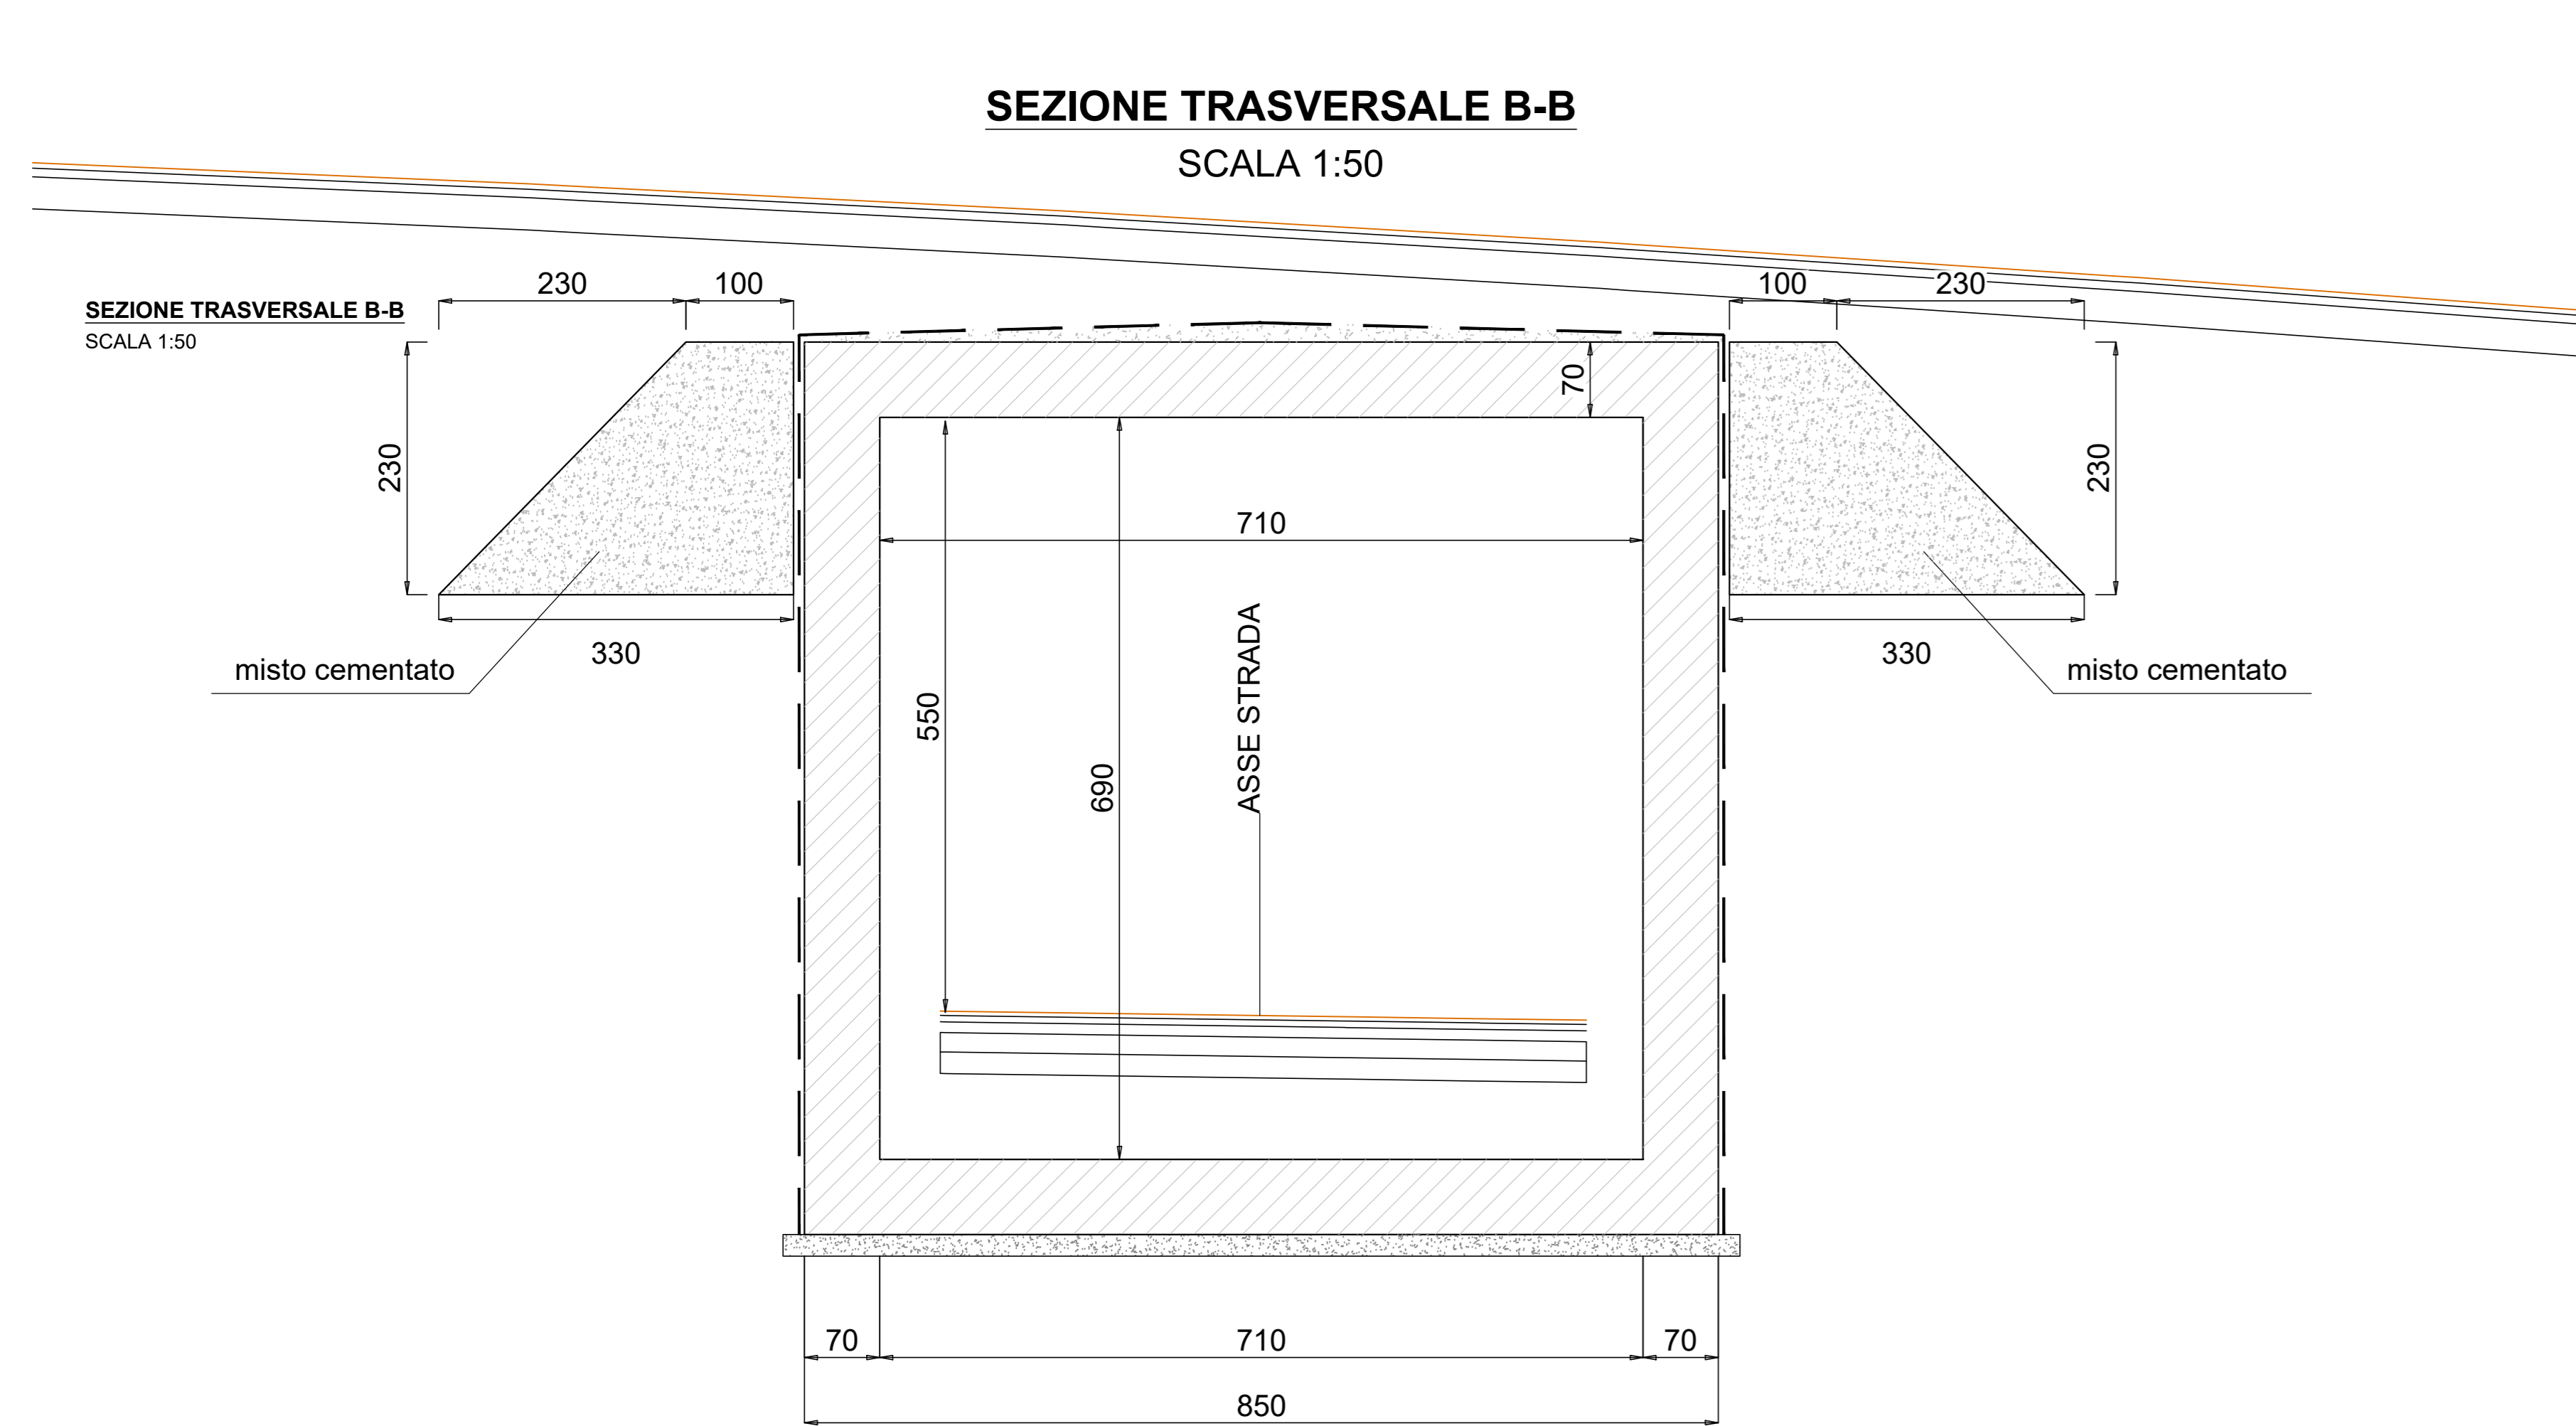 SEZIONE TRASVERSALE B-B
SCALA 1:50
230
100
100
230
SEZIONE TRASVERSALE B-B
SCALA 1:50
70
230
230
710
330
330
misto cementato
misto cementato
ASSE STRADA
550
690
70
710
70
850